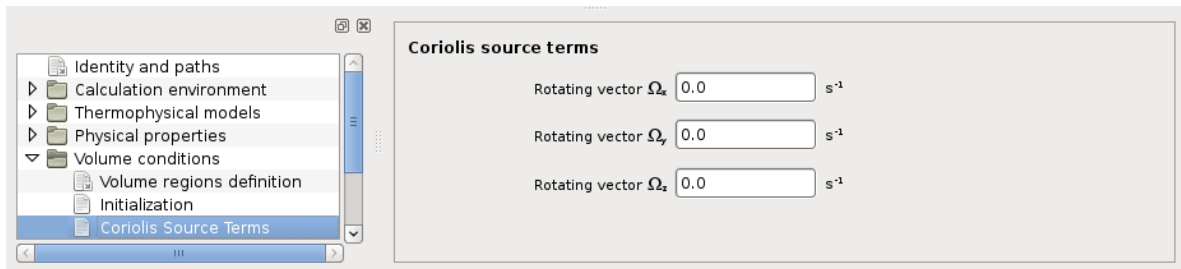 Identity and paths
Calculation environment
Thermophysical models
Physical properties
Volume conditions
Volume regions definition
Initialization
Coriolis Source Terms
Coriolis source terms
Rotating vector Ωx 0.0 s⁻¹
Rotating vector Ωy 0.0 s⁻¹
Rotating vector Ωz 0.0 s⁻¹